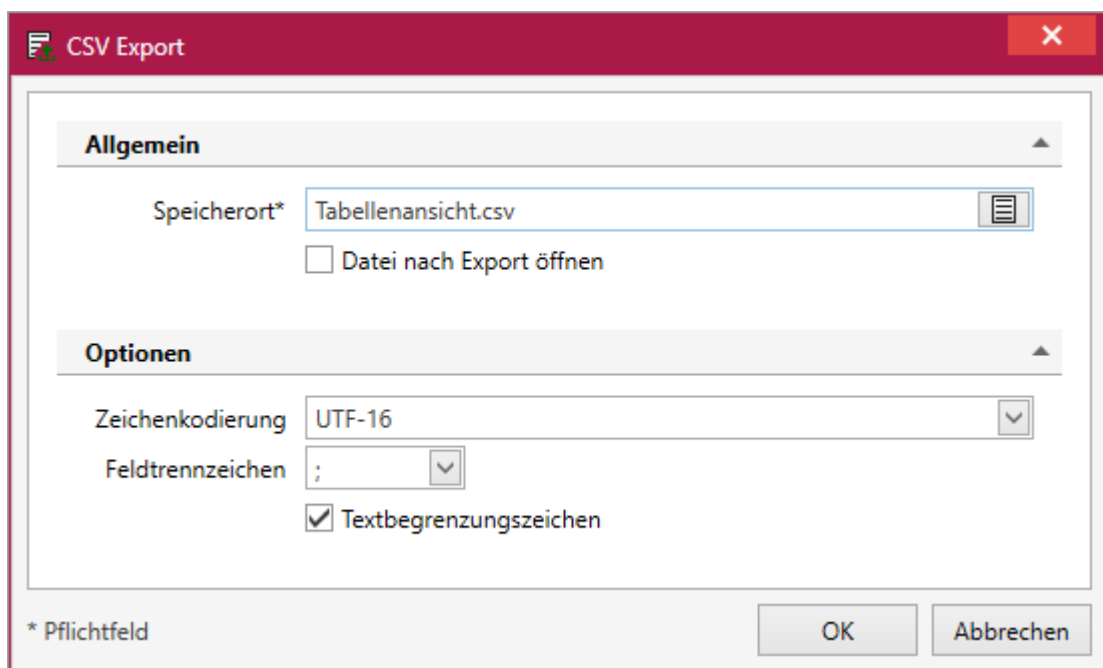 CSV Export
Allgemein
Speicherort* Tabellenansicht.csv
Datei nach Export öffnen
Optionen
Zeichenkodierung UTF-16
Feldtrennzeichen ;
Textbegrenzungszeichen
* Pflichtfeld OK Abbrechen